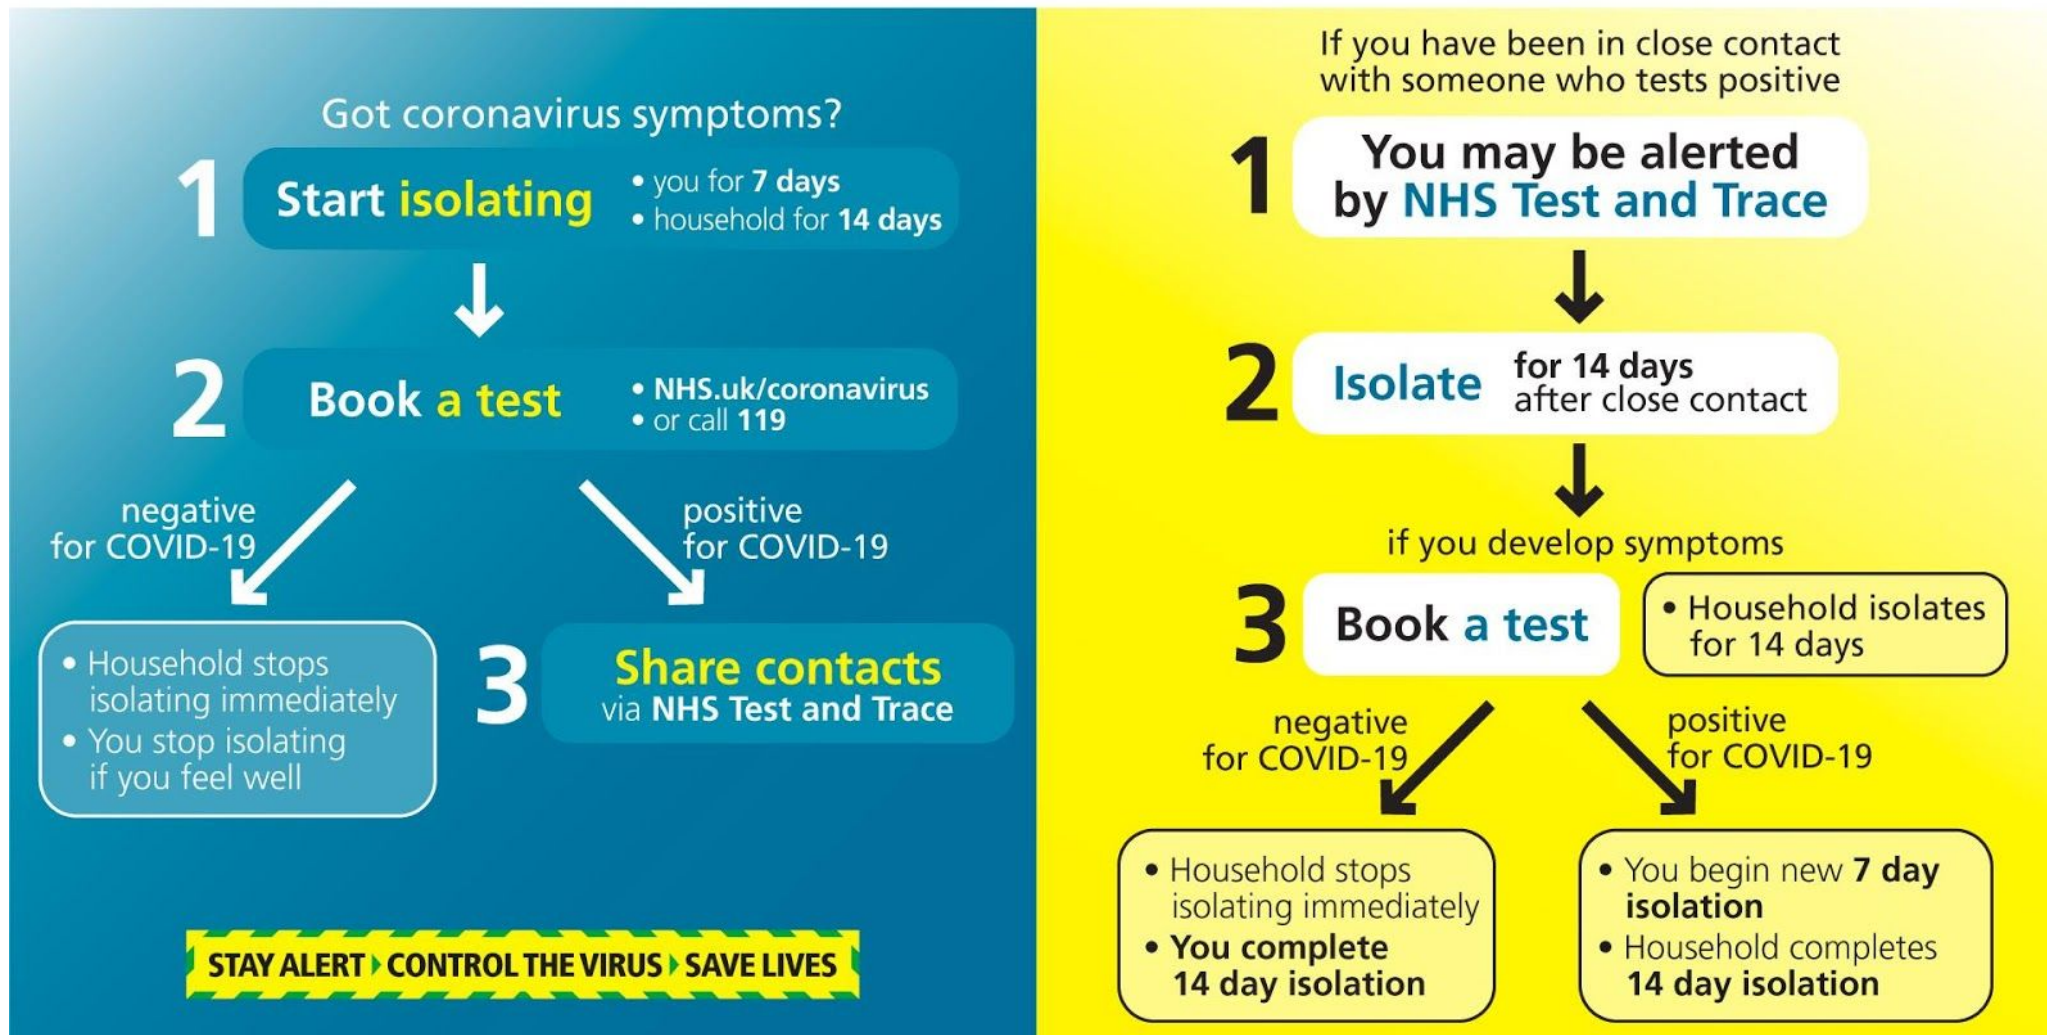 Got coronavirus symptoms?
1
Start isolating
• you for 7 days
• household for 14 days
2
Book a test
• NHS.uk/coronavirus
• or call 119
negative
for COVID-19
positive
for COVID-19
• Household stops
isolating immediately
• You stop isolating
if you feel well
3
Share contacts
via NHS Test and Trace
STAY ALERT CONTROL THE VIRUS SAVE LIVES
If you have been in close contact
with someone who tests positive
1
You may be alerted
by NHS Test and Trace
2
Isolate
for 14 days
after close contact
if you develop symptoms
3
Book a test
• Household isolates
for 14 days
negative
for COVID-19
positive
for COVID-19
• Household stops
isolating immediately
• You complete
14 day isolation
• You begin new 7 day
isolation
• Household completes
14 day isolation